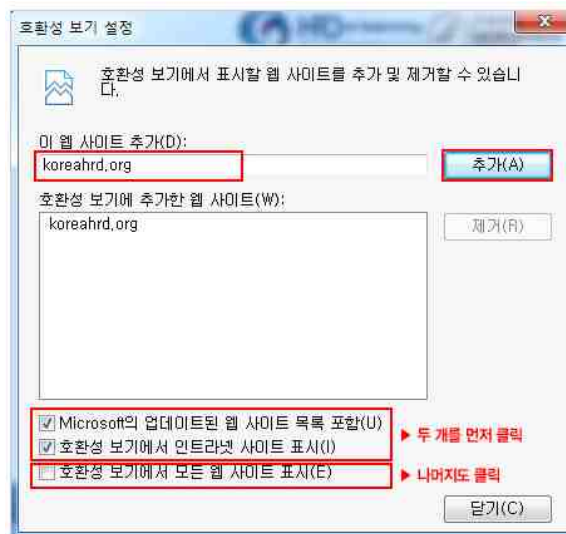 호환성 보기 설정
호환성 보기에서 표시할 웹 사이트를 추가 및 제거할 수 있습니
다.
이 웹 사이트 추가(D):
koreahrd.org
추가(A)
호환성 보기에 추가한 웹 사이트(W):
koreahrd.org
제거(R)
Microsoft의 업데이트된 웹 사이트 목록 포함(U)
호환성 보기에서 인트라넷 사이트 표시(I)
▶ 두 개를 먼저 클릭
호환성 보기에서 모든 웹 사이트 표시(E)
▶ 나머지도 클릭
닫기(C)